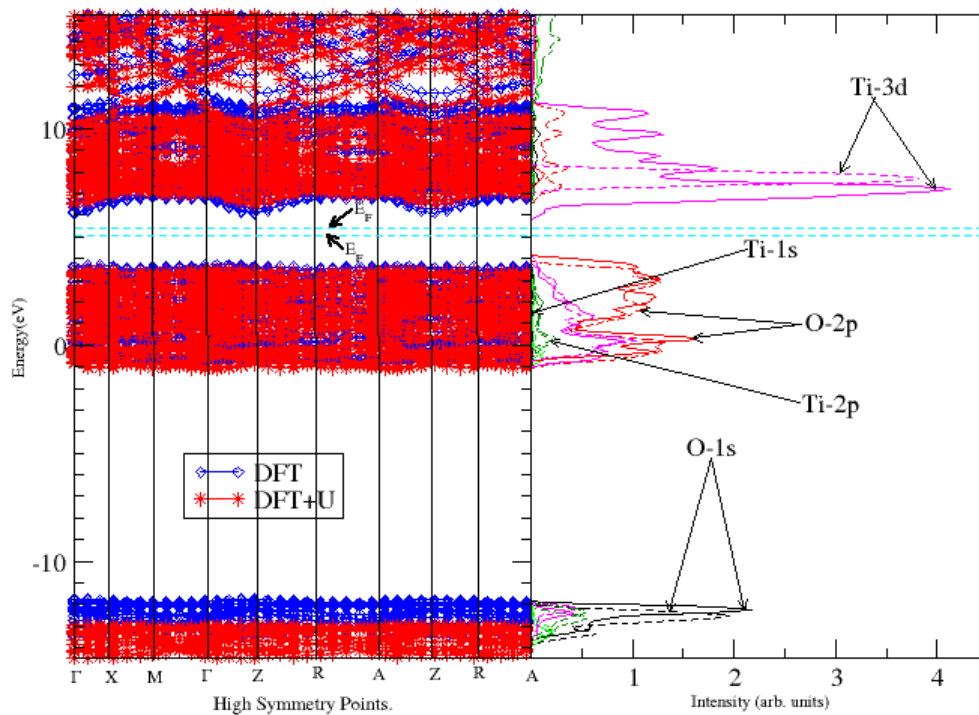 10
0
-10
Energy(eV)
E_F
E_F
DFT
DFT+U
Γ X M Γ Z R A Z R A
High Symmetry Points.
Ti-3d
Ti-1s
O-2p
Ti-2p
O-1s
1 2 3 4
Intensity (arb. units)